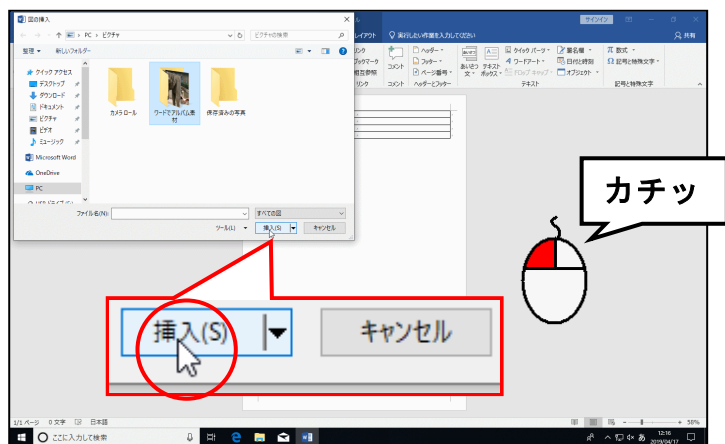 図の挿入
サインイン
↑ > PC > ピクチャ
ピクチャの検索
レイアウト
実行したい作業を入力してください
共有
整理 新しいフォルダー
クイック アクセス
デスクトップ
ダウンロード
ドキュメント
ピクチャ
ビデオ
ミュージック
Microsoft Word
OneDrive
PC
カメラロール
ワードでアルバム素材
保存済みの写真
リンク
ブックマーク
相互参照
リンク
コメント
コメント
ヘッダー
フッター
ページ番号
ヘッダーとフッター
あいさつ文
テキストボックス
クイック パーツ
ワードアート
ドロップ キャップ
署名欄
日付と時刻
オブジェクト
テキスト
π 数式
Ω 記号と特殊文字
記号と特殊文字
ファイル名(N):
すべての図
ツール(L)
挿入(S)
キャンセル
カチッ
挿入(S)
キャンセル
1/1 ページ 0 文字 日本語
58%
ここに入力して検索
あ
12:16
2019/04/17